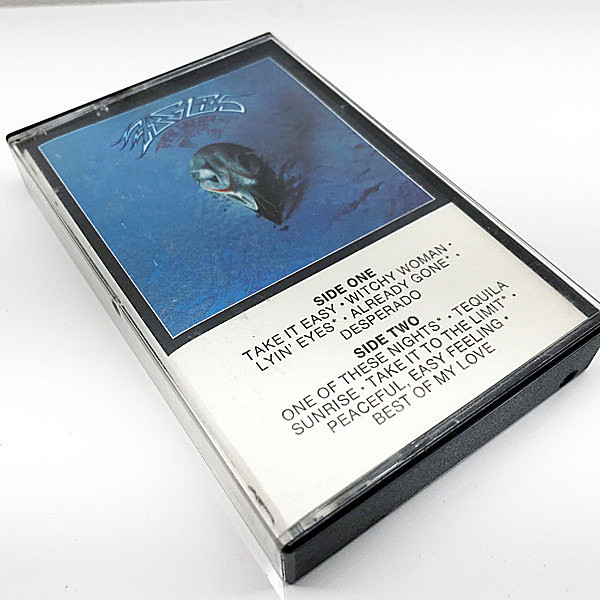 EAGLES
SIDE ONE
TAKE IT EASY • WITCHY WOMAN •
LYIN' EYES* • ALREADY GONE* •
DESPERADO
SIDE TWO
ONE OF THESE NIGHTS* • TEQUILA
SUNRISE • TAKE IT TO THE LIMIT* •
PEACEFUL, EASY FEELING •
BEST OF MY LOVE